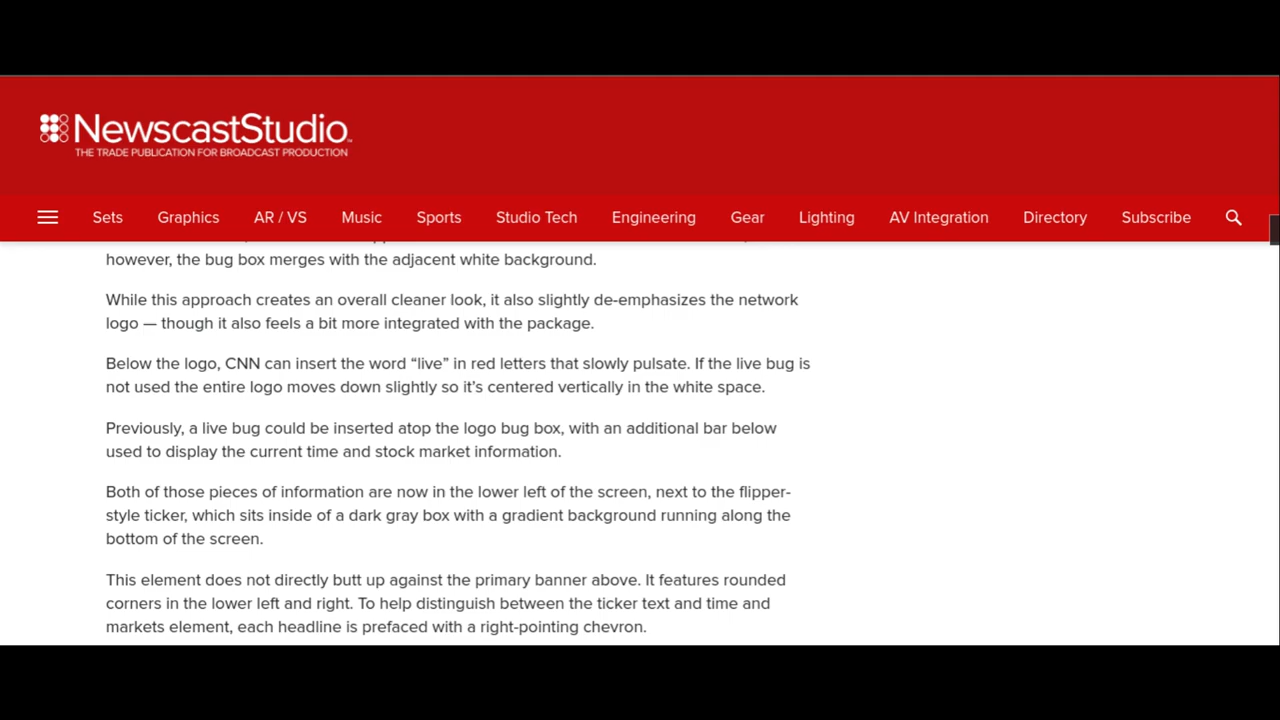 NewscastStudio
THE TRADE PUBLICATION FOR BROADCAST PRODUCTION
Sets Graphics AR / VS Music Sports Studio Tech Engineering Gear Lighting AV Integration Directory Subscribe
however, the bug box merges with the adjacent white background.
While this approach creates an overall cleaner look, it also slightly de-emphasizes the network
logo — though it also feels a bit more integrated with the package.
Below the logo, CNN can insert the word “live” in red letters that slowly pulsate. If the live bug is
not used the entire logo moves down slightly so it’s centered vertically in the white space.
Previously, a live bug could be inserted atop the logo bug box, with an additional bar below
used to display the current time and stock market information.
Both of those pieces of information are now in the lower left of the screen, next to the flipper-
style ticker, which sits inside of a dark gray box with a gradient background running along the
bottom of the screen.
This element does not directly butt up against the primary banner above. It features rounded
corners in the lower left and right. To help distinguish between the ticker text and time and
markets element, each headline is prefaced with a right-pointing chevron.